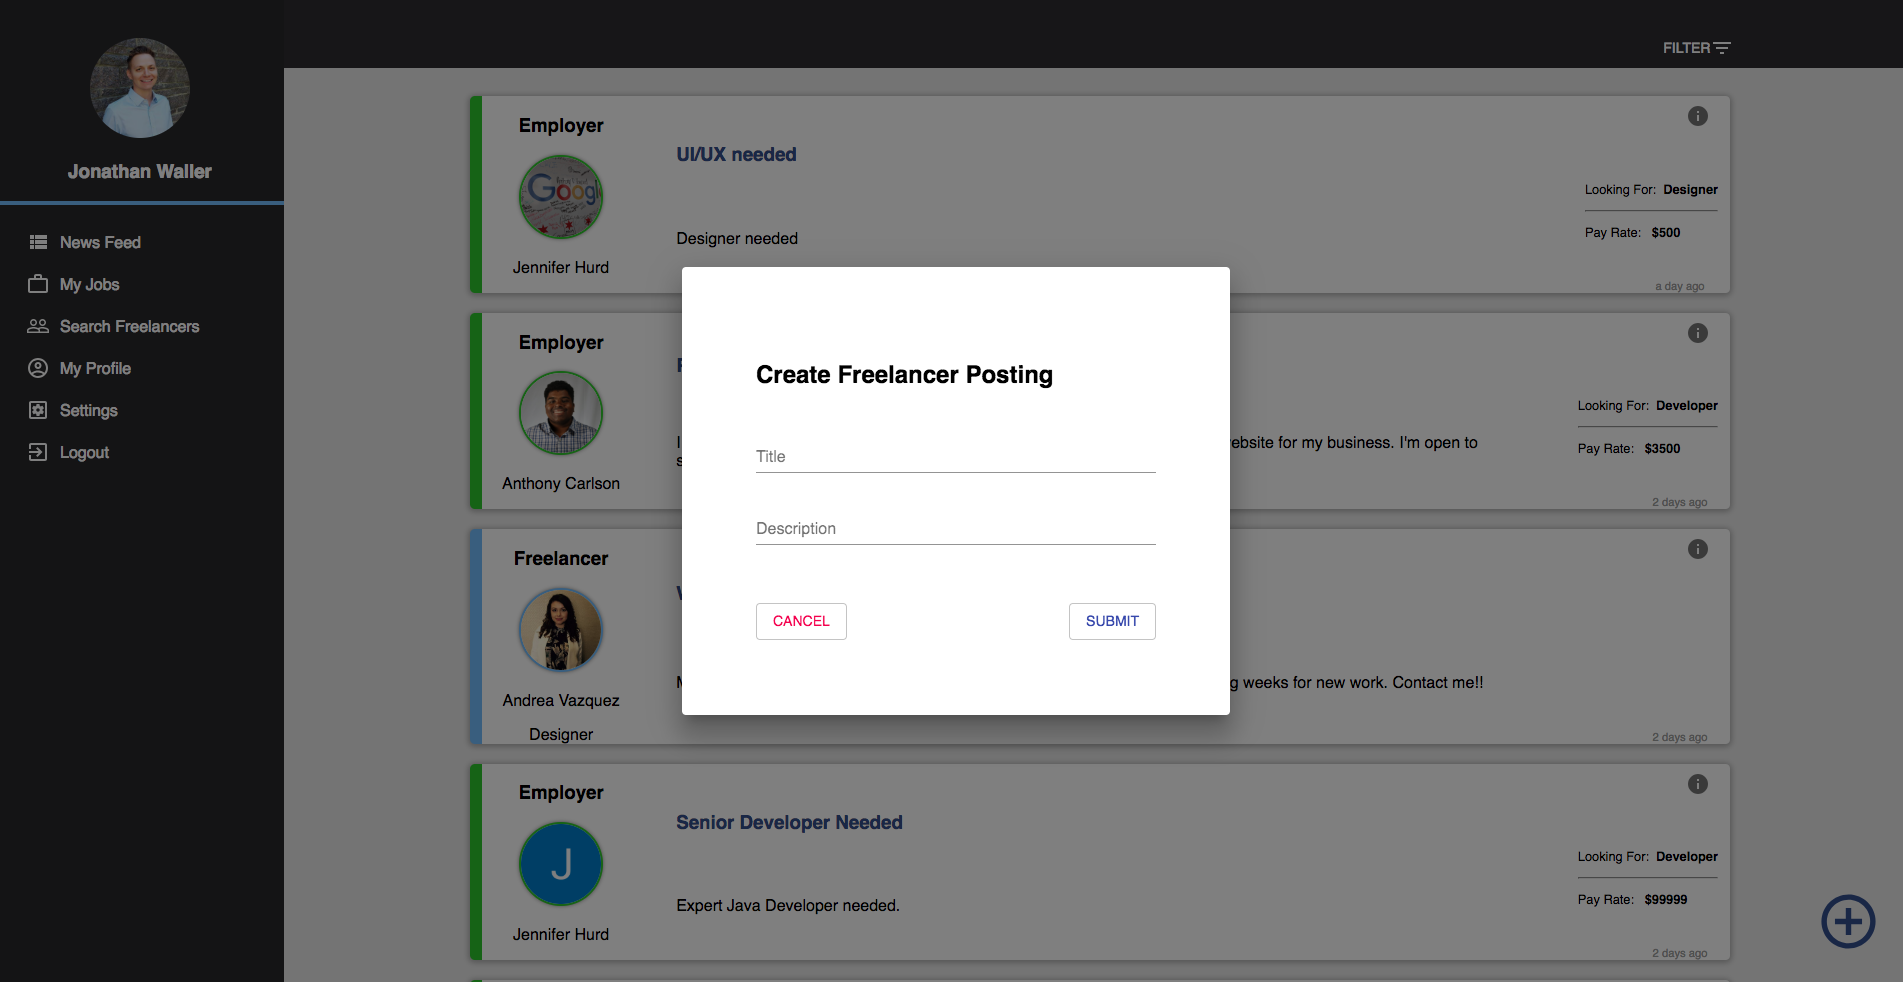 FILTER
Jonathan Waller
News Feed
My Jobs
Search Freelancers
My Profile
Settings
Logout
Employer
Google
Jennifer Hurd
UI/UX needed
Designer needed
Looking For: Designer
Pay Rate: $500
a day ago
Employer
Anthony Carlson
I
ebsite for my business. I'm open to
s
Looking For: Developer
Pay Rate: $3500
2 days ago
Create Freelancer Posting
Title
Description
CANCEL
SUBMIT
Freelancer
Andrea Vazquez
Designer
g weeks for new work. Contact me!!
2 days ago
Employer
J
Jennifer Hurd
Senior Developer Needed
Expert Java Developer needed.
Looking For: Developer
Pay Rate: $99999
2 days ago